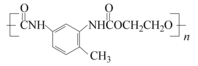 O O
[CNH NHCOCH₂CH₂O]n
CH₃